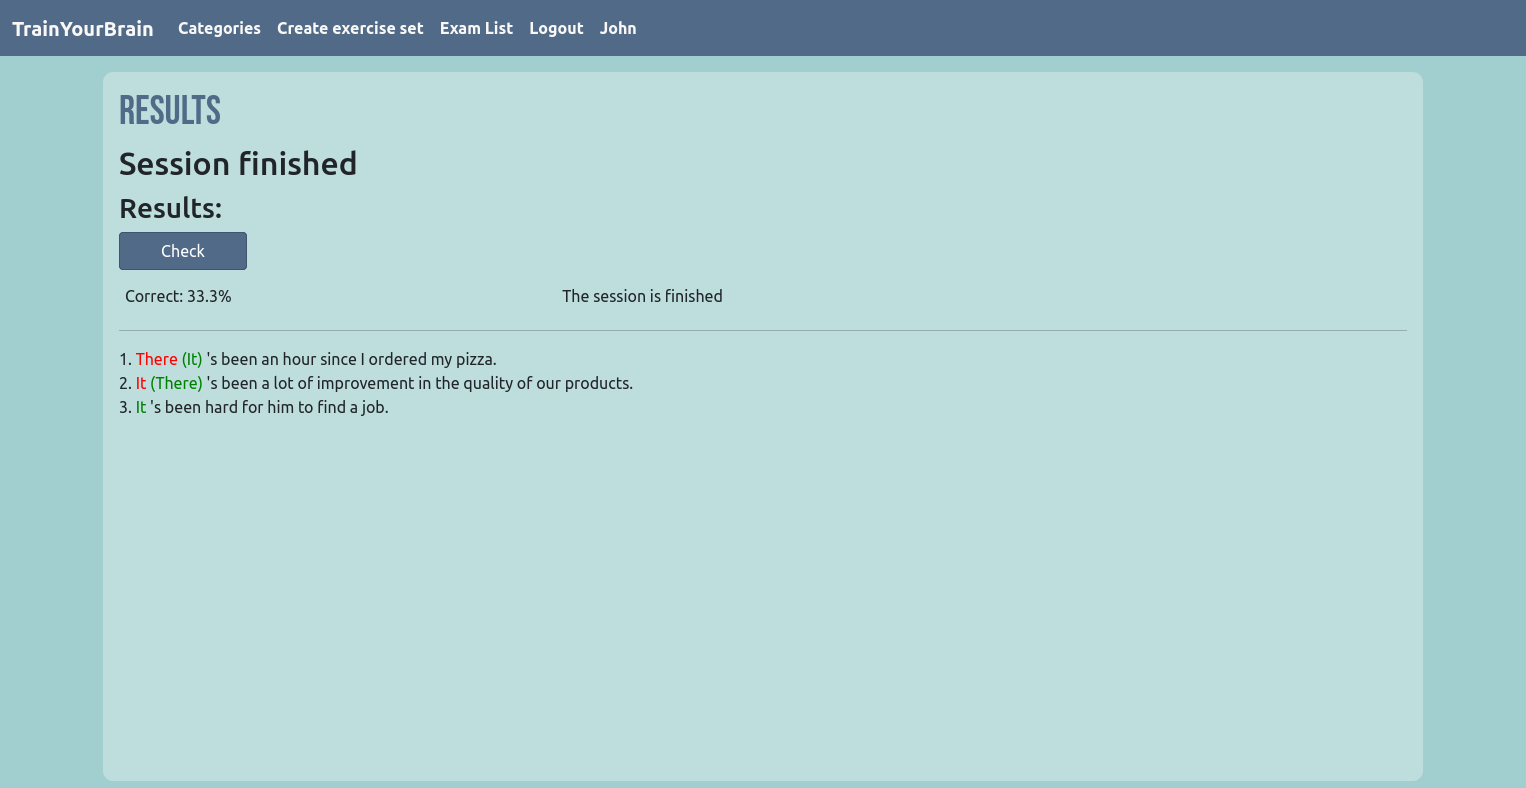 TrainYourBrain Categories Create exercise set Exam List Logout John
RESULTS
Session finished
Results:
Check
Correct: 33.3% The session is finished
1. There (It) 's been an hour since I ordered my pizza.
2. It (There) 's been a lot of improvement in the quality of our products.
3. It 's been hard for him to find a job.